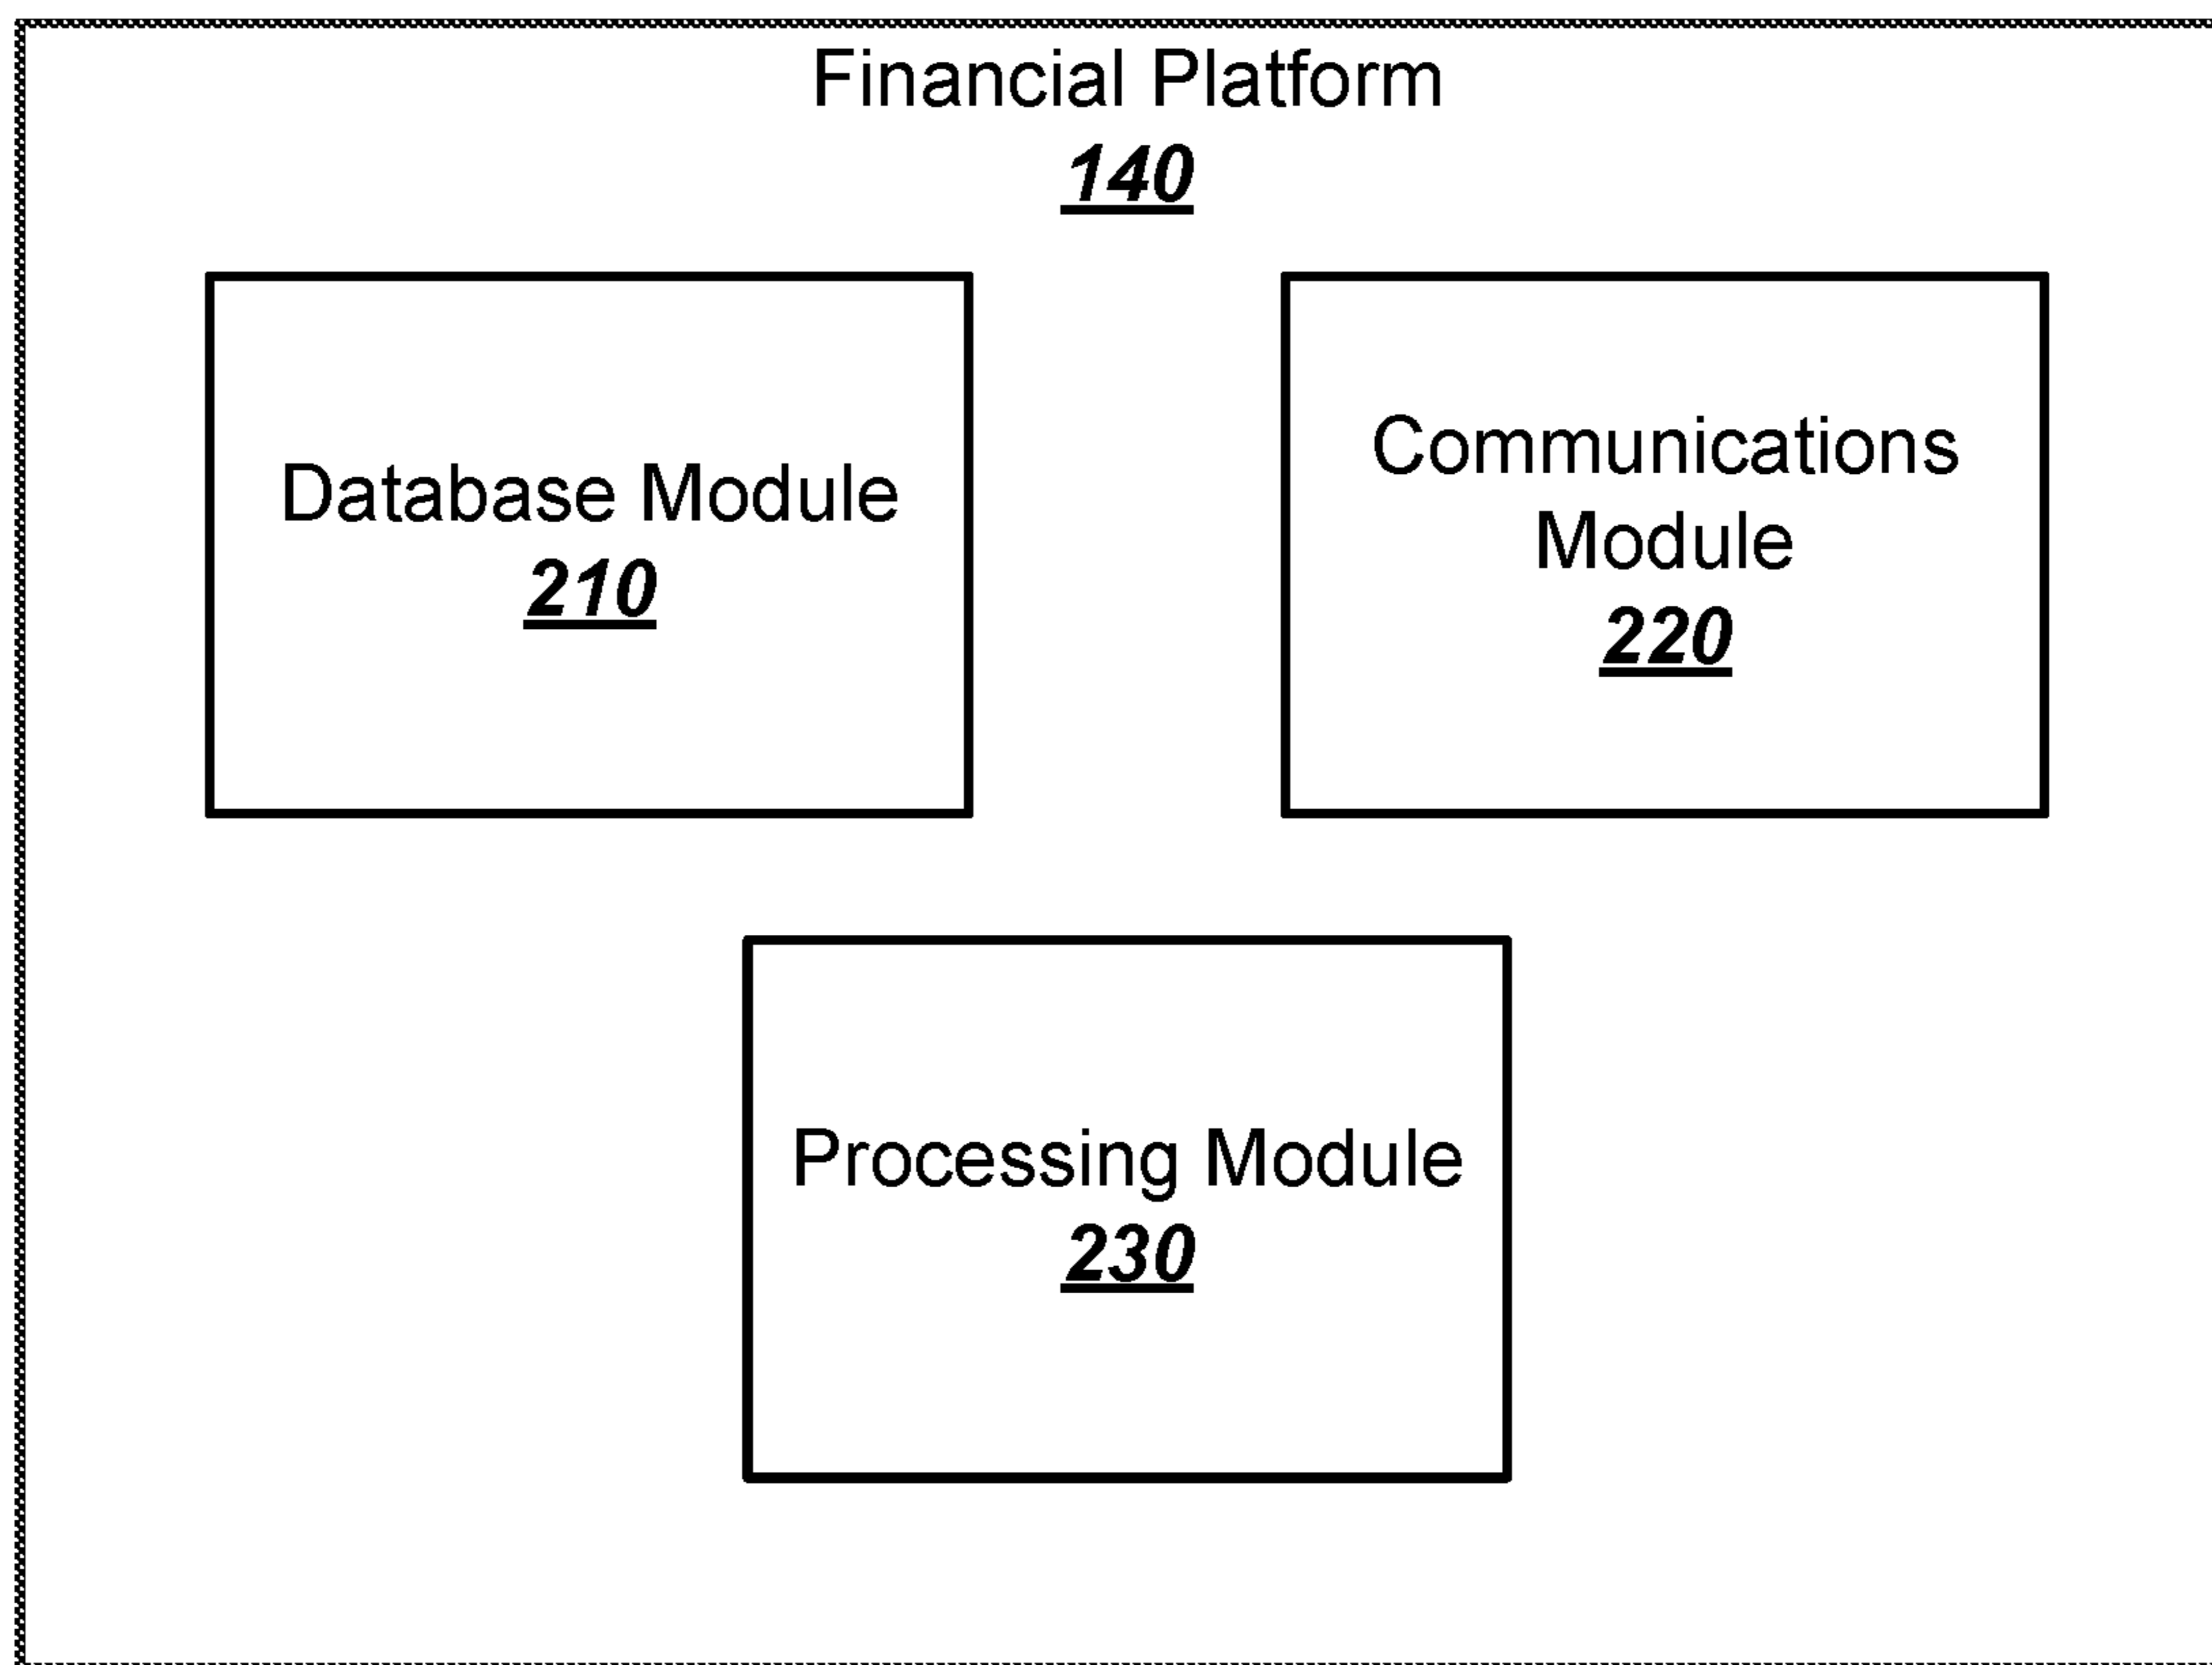 Financial Platform
140
Database Module
210
Communications
Module
220
Processing Module
230